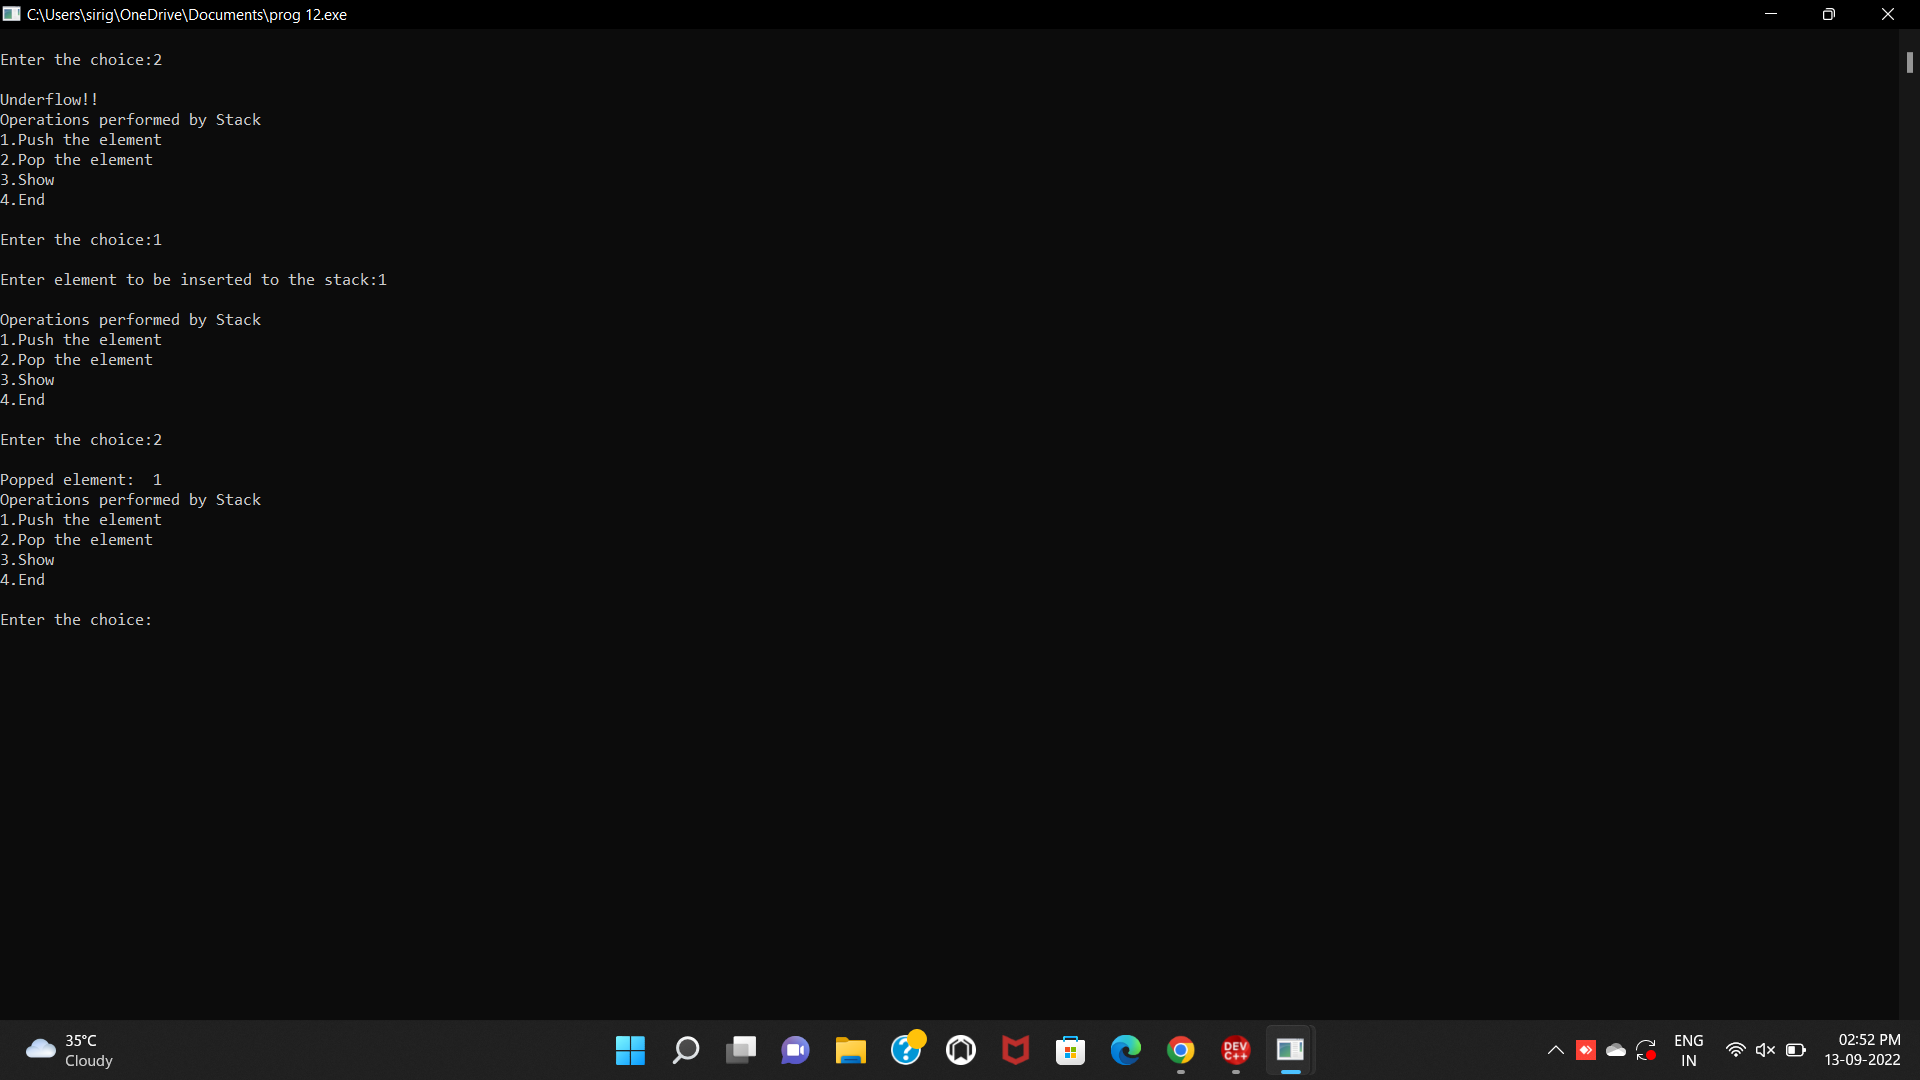 C:\Users\sirig\OneDrive\Documents\prog 12.exe
Enter the choice:2
Underflow!!
Operations performed by Stack
1.Push the element
2.Pop the element
3.Show
4.End
Enter the choice:1
Enter element to be inserted to the stack:1
Operations performed by Stack
1.Push the element
2.Pop the element
3.Show
4.End
Enter the choice:2
Popped element:  1
Operations performed by Stack
1.Push the element
2.Pop the element
3.Show
4.End
Enter the choice:
35°C
Cloudy
DEV
C++
ENG
IN
02:52 PM
13-09-2022